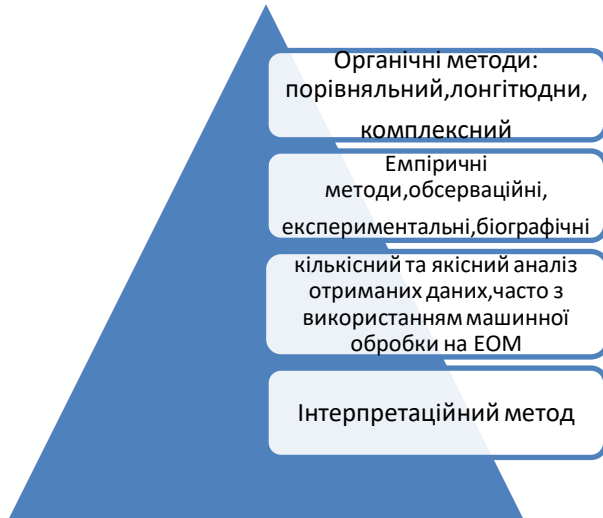 Органічні методи:
порівняльний,лонгітюдни,
комплексний
Емпіричні
методи,обсерваційні,
експериментальні,біографічні
кількісний та якісний аналіз
отриманих даних,часто з
використанням машинної
обробки на ЕОМ
Інтерпретаційний метод